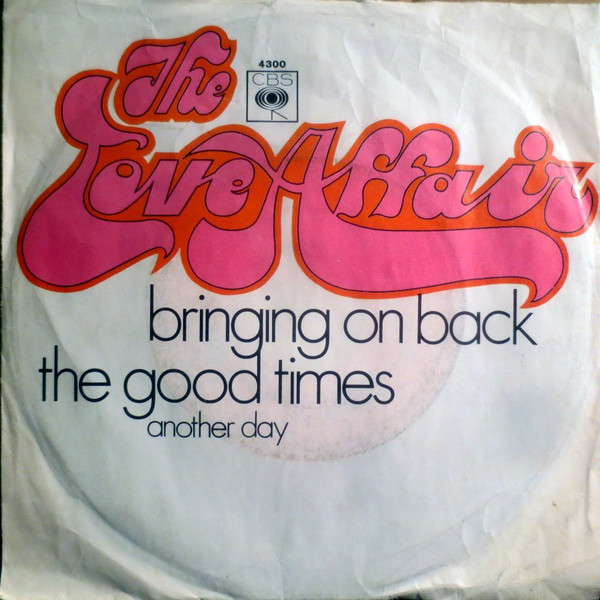 The
4300
CBS
Love Affair
bringing on back
the good times
another day